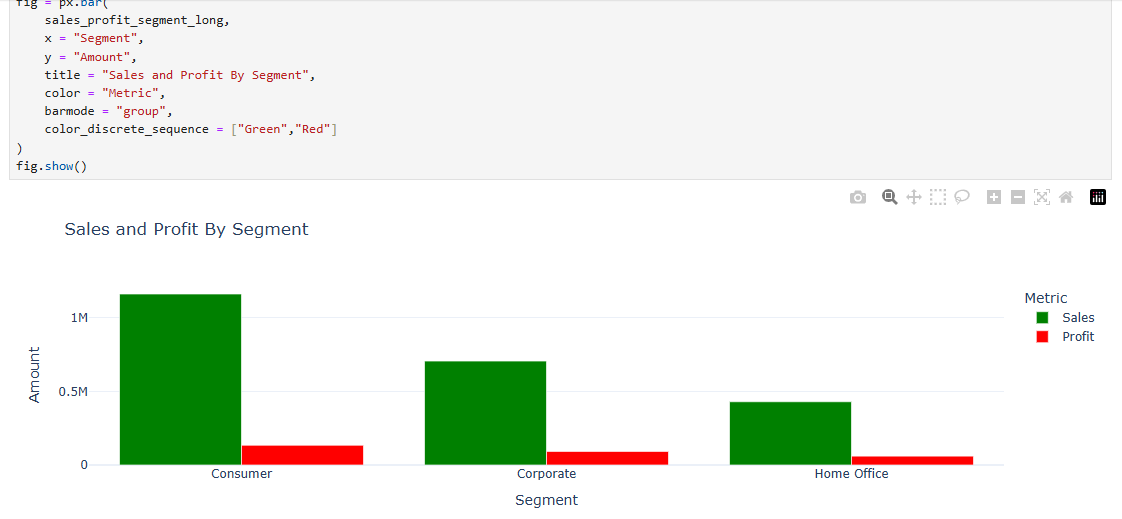 fig = px.bar(
sales_profit_segment_long,
x = "Segment",
y = "Amount",
title = "Sales and Profit By Segment",
color = "Metric",
barmode = "group",
color_discrete_sequence = ["Green","Red"]
)
fig.show()
Sales and Profit By Segment
Metric
Sales
Profit
1M
0.5M
0
Amount
Consumer
Corporate
Home Office
Segment